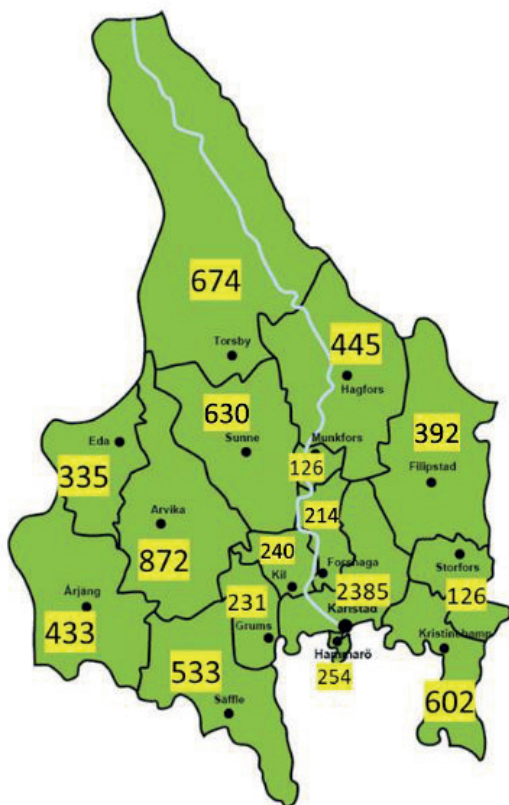 674
Torsby
445
Hagfors
630
Sunne
392
Filipstad
Eda
335
Munkfors
126
Arvika
872
214
240
Kil
Forshaga
2385
Karlstad
Storfors
126
Årjäng
433
231
Grums
Hammarö
254
Kristinehamn
602
533
Säffle